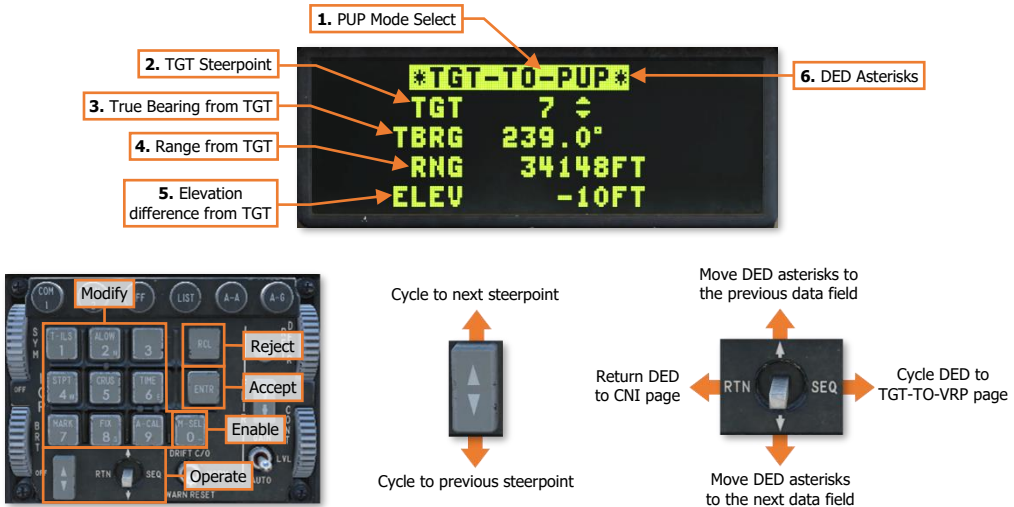 1. PUP Mode Select
2. TGT Steerpoint
3. True Bearing from TGT
4. Range from TGT
5. Elevation
difference from TGT
6. DED Asterisks
*TGT-TO-PUP*
TGT 7
TBRG 239.0°
RNG 34148FT
ELEV -10FT
COM
1
FF
LIST
A-A
A-G
Modify
T-ILS
1
ALOW
2 N
3
RCL
Reject
STPT
4 W
CRUS
5
TIME
6 E
ENTR
Accept
MARK
7
FIX
8 S
A-CAL
9
M-SEL
0
Enable
SYM
OFF
BRT
OFF
DRIFT C/O
RTN
SEQ
Operate
WARN RESET
LVL
AUTO
CONT
Cycle to next steerpoint
Cycle to previous steerpoint
Move DED asterisks to
the previous data field
Return DED
to CNI page
RTN
SEQ
Cycle DED to
TGT-TO-VRP page
Move DED asterisks
to the next data field